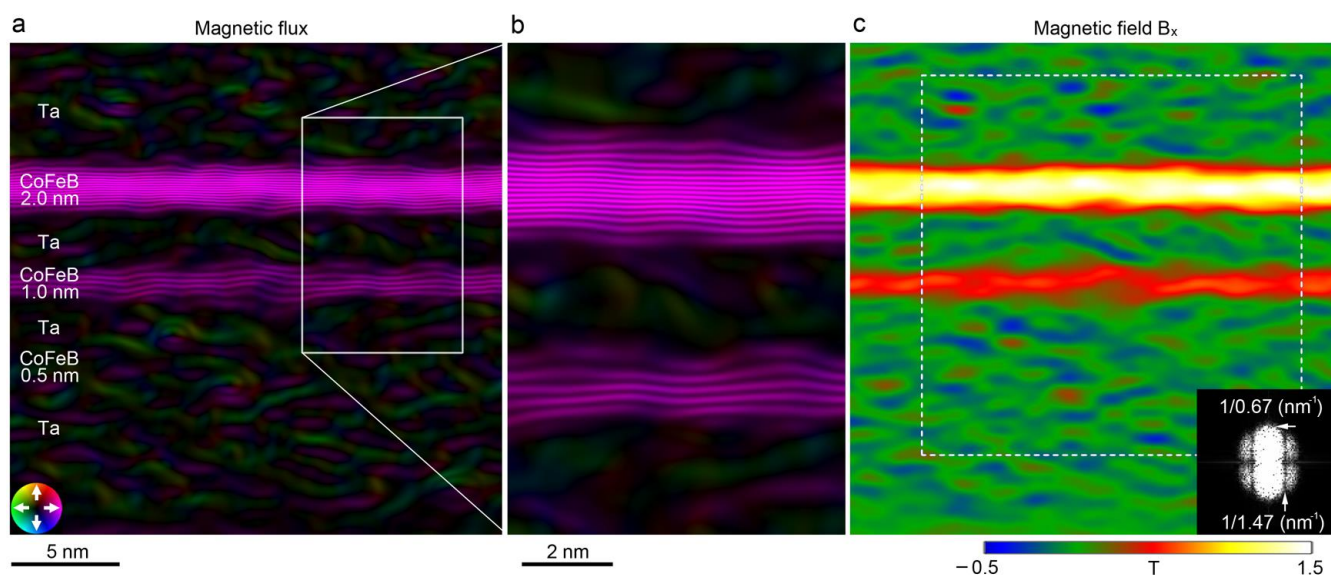 a
Magnetic flux
b
c
Magnetic field Bₓ
Ta
CoFeB
2.0 nm
Ta
CoFeB
1.0 nm
Ta
CoFeB
0.5 nm
Ta
5 nm
2 nm
1/0.67 (nm⁻¹)
1/1.47 (nm⁻¹)
−0.5
T
1.5